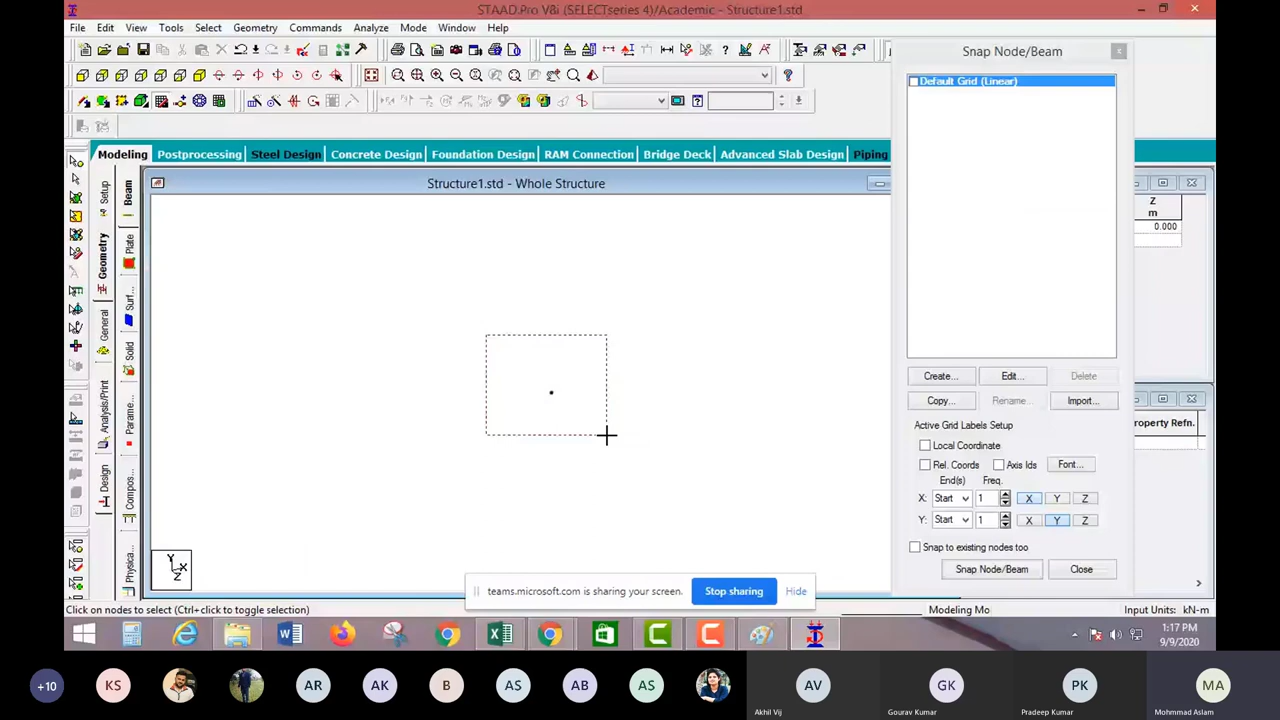 STAAD.Pro V8i (SELECTseries 4)/Academic - Structure1.std
File Edit View Tools Select Geometry Commands Analyze Mode Window Help
Snap Node/Beam
Default Grid (Linear)
Modeling Postprocessing Steel Design Concrete Design Foundation Design RAM Connection Bridge Deck Advanced Slab Design Piping
Structure1.std - Whole Structure
Setup
Geometry
General
Analysis/Print
Design
Beam
Plate
Surf...
Solid
Parame...
Compos...
Physica...
Z
m
0.000
Create... Edit... Delete
Copy... Rename... Import...
Active Grid Labels Setup
Local Coordinate
Rel. Coords Axis Ids Font...
End(s) Freq.
X: Start 1 X Y Z
Y: Start 1 X Y Z
Snap to existing nodes too
Snap Node/Beam Close
roperty Refn.
Y
X
Z
teams.microsoft.com is sharing your screen. Stop sharing Hide
Click on nodes to select (Ctrl+click to toggle selection)
Modeling Mo
Input Units: kN-m
1:17 PM
9/9/2020
+10 KS AR AK B AS AB AS AV GK PK MA
Akhil Vij Gourav Kumar Pradeep Kumar Mohmmad Aslam